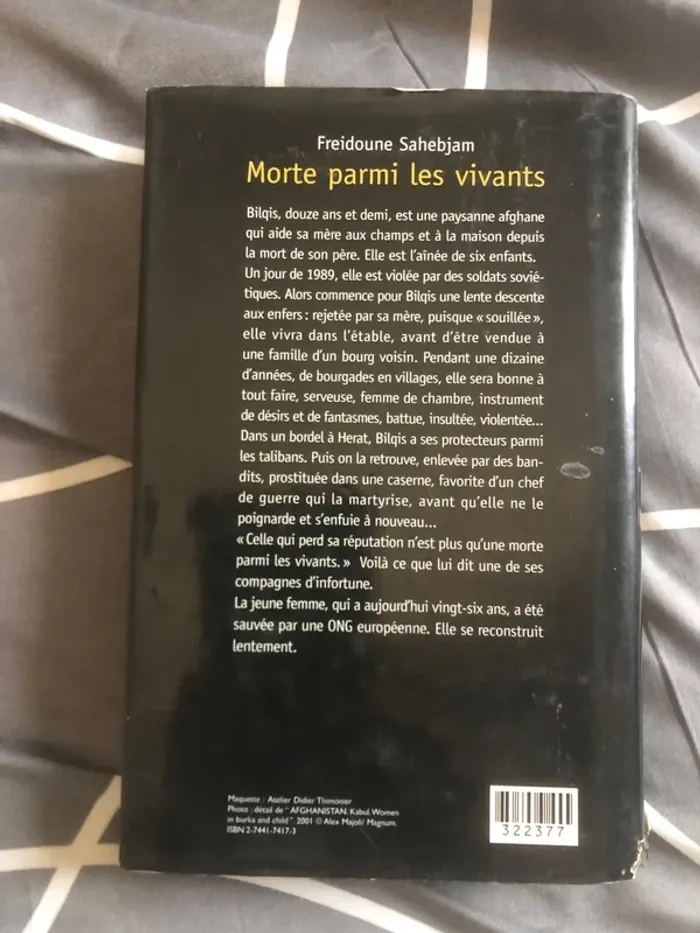 Freidoune Sahebjam
Morte parmi les vivants
Bilqis, douze ans et demi, est une paysanne afghane
qui aide sa mère aux champs et à la maison depuis
la mort de son père. Elle est l'aînée de six enfants.
Un jour de 1989, elle est violée par des soldats sovié-
tiques. Alors commence pour Bilqis une lente descente
aux enfers : rejetée par sa mère, puisque « souillée »,
elle vivra dans l'étable, avant d'être vendue à
une famille d'un bourg voisin. Pendant une dizaine
d'années, de bourgades en villages, elle sera bonne à
tout faire, serveuse, femme de chambre, instrument
de désirs et de fantasmes, battue, insultée, violentée...
Dans un bordel à Herat, Bilqis a ses protecteurs parmi
les talibans. Puis on la retrouve, enlevée par des ban-
dits, prostituée dans une caserne, favorite d'un chef
de guerre qui la martyrise, avant qu'elle ne le
poignarde et s'enfuie à nouveau...
« Celle qui perd sa réputation n'est plus qu'une morte
parmi les vivants. » Voilà ce que lui dit une de ses
compagnes d'infortune.
La jeune femme, qui a aujourd'hui vingt-six ans, a été
sauvée par une ONG européenne. Elle se reconstruit
lentement.
Maquette : Atelier Didier Thimonier
Photo : détail de " AFGHANISTAN. Kabul. Women
in burka and child ". 2001 © Alex Majoli/ Magnum.
ISBN 2-7441-7417-3
322377